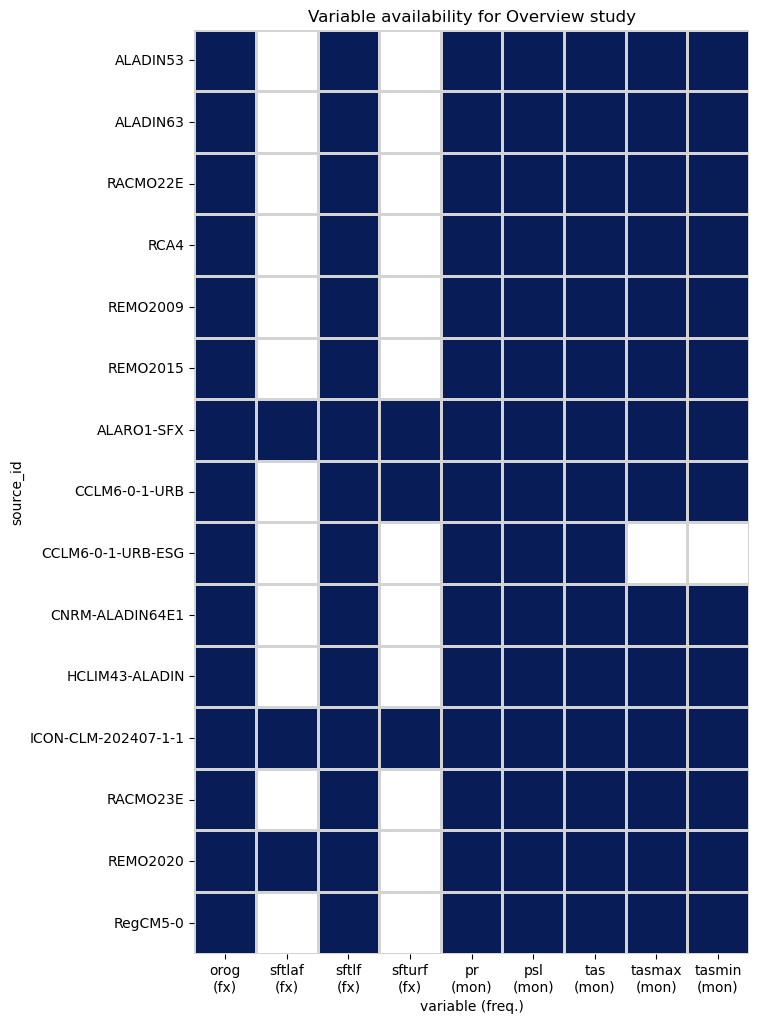 Variable availability for Overview study
ALADIN53
ALADIN63
RACMO22E
RCA4
REMO2009
REMO2015
ALARO1-SFX
CCLM6-0-1-URB
CCLM6-0-1-URB-ESG
CNRM-ALADIN64E1
HCLIM43-ALADIN
ICON-CLM-202407-1-1
RACMO23E
REMO2020
RegCM5-0
source_id
orog sftlaf sftlf sfturf pr psl tas tasmax tasmin
(fx) (fx) (fx) (fx) (mon) (mon) (mon) (mon) (mon)
variable (freq.)